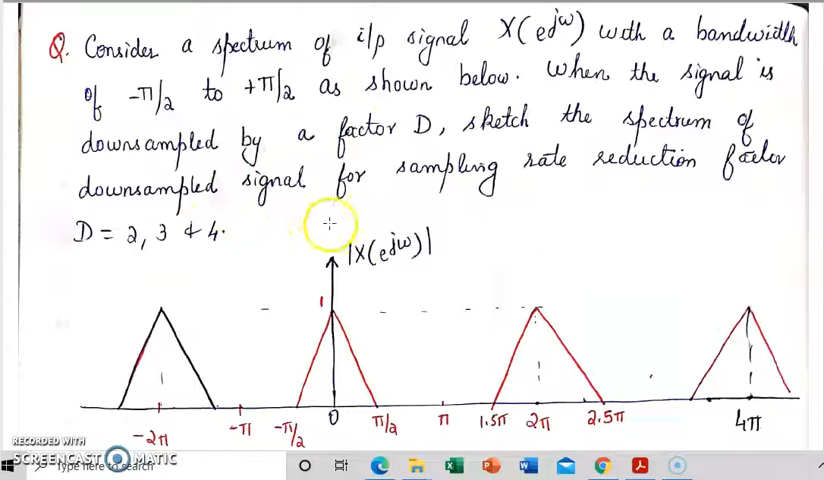 Q. Consider a spectrum of i/p signal X(e^jω) with a bandwidth
of -π/2 to +π/2 as shown below. When the signal is
downsampled by a factor D, sketch the spectrum of
downsampled signal for sampling rate reduction factor
D = 2, 3 & 4.
|X(e^jω)|
1
-2π -π -π/2 0 π/2 π 1.5π 2π 2.5π 4π
RECORDED WITH
SCREENCAST MATIC
Type here to search